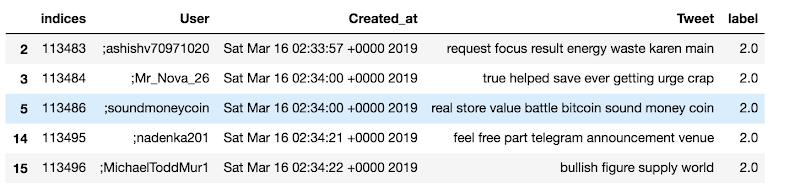 indices User Created_at Tweet label
2 113483 ;ashishv70971020 Sat Mar 16 02:33:57 +0000 2019 request focus result energy waste karen main 2.0
3 113484 ;Mr_Nova_26 Sat Mar 16 02:34:00 +0000 2019 true helped save ever getting urge crap 2.0
5 113486 ;soundmoneycoin Sat Mar 16 02:34:00 +0000 2019 real store value battle bitcoin sound money coin 2.0
14 113495 ;nadenka201 Sat Mar 16 02:34:21 +0000 2019 feel free part telegram announcement venue 2.0
15 113496 ;MichaelToddMur1 Sat Mar 16 02:34:22 +0000 2019 bullish figure supply world 2.0